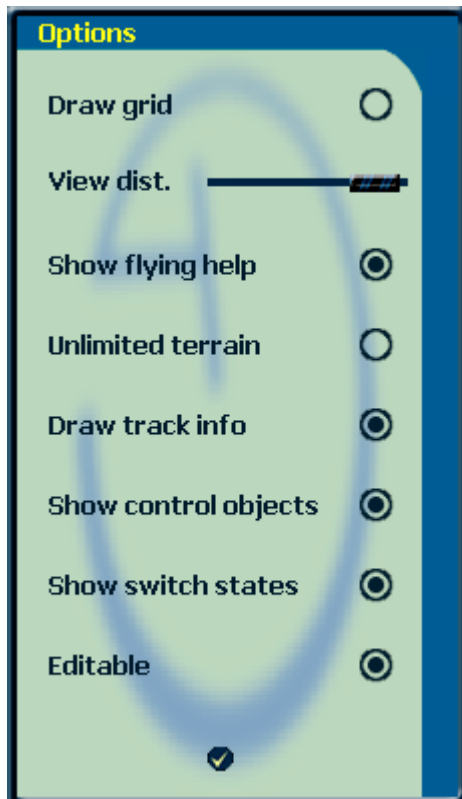 Options
Draw grid
View dist.
Show flying help
Unlimited terrain
Draw track info
Show control objects
Show switch states
Editable